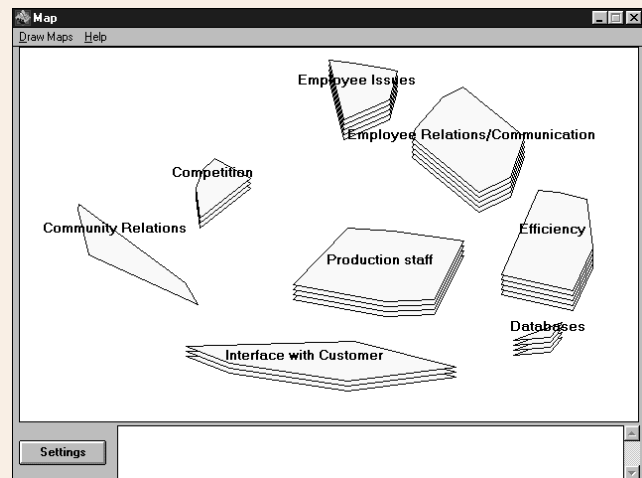 Map
Draw Maps Help
Employee Issues
Employee Relations/Communication
Competition
Community Relations
Efficiency
Production staff
Databases
Interface with Customer
Settings